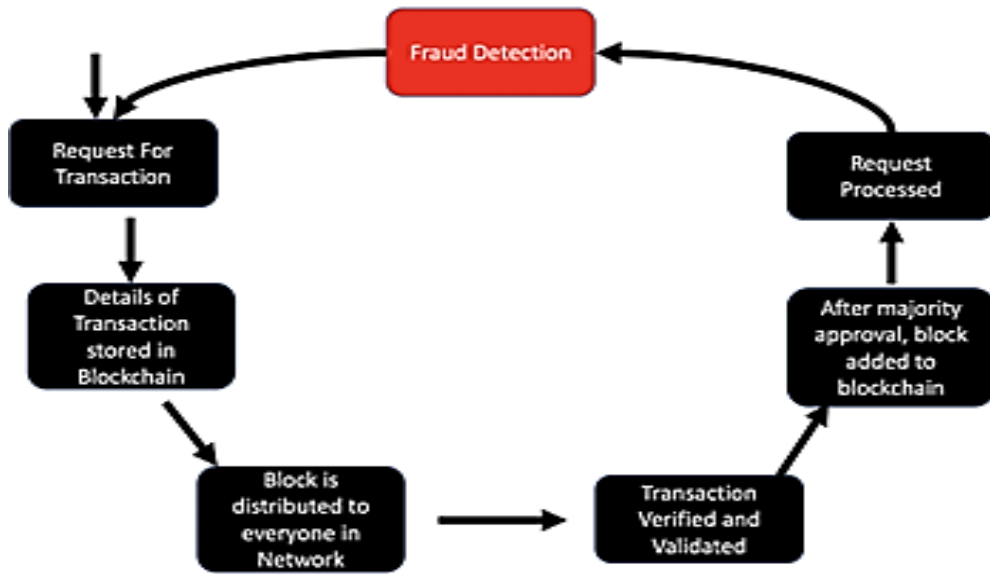 Fraud Detection
Request For
Transaction
Details of
Transaction
stored in
Blockchain
Block is
distributed to
everyone in
Network
Transaction
Verified and
Validated
After majority
approval, block
added to
blockchain
Request
Processed